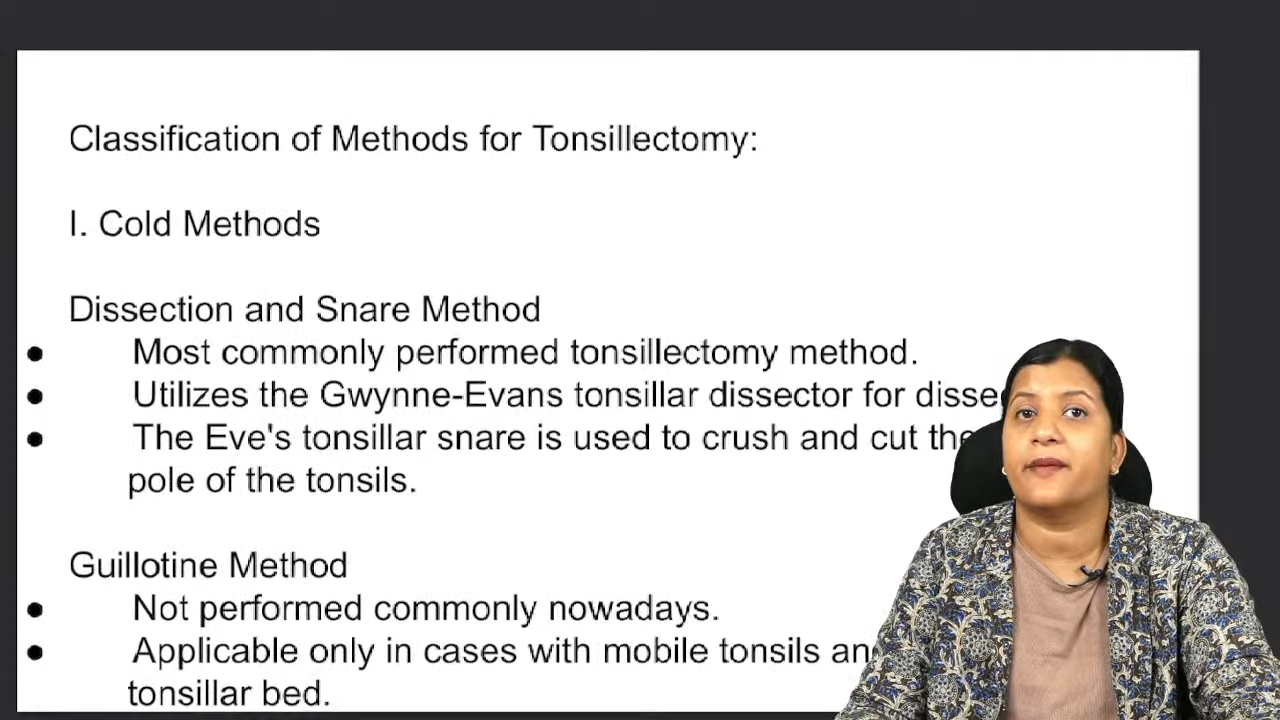 Classification of Methods for Tonsillectomy:
I. Cold Methods
Dissection and Snare Method
● Most commonly performed tonsillectomy method.
● Utilizes the Gwynne-Evans tonsillar dissector for
● The Eve's tonsillar snare is used to crush and cut the
pole of the tonsils.
Guillotine Method
● Not performed commonly nowadays.
● Applicable only in cases with mobile tonsils
tonsillar bed.